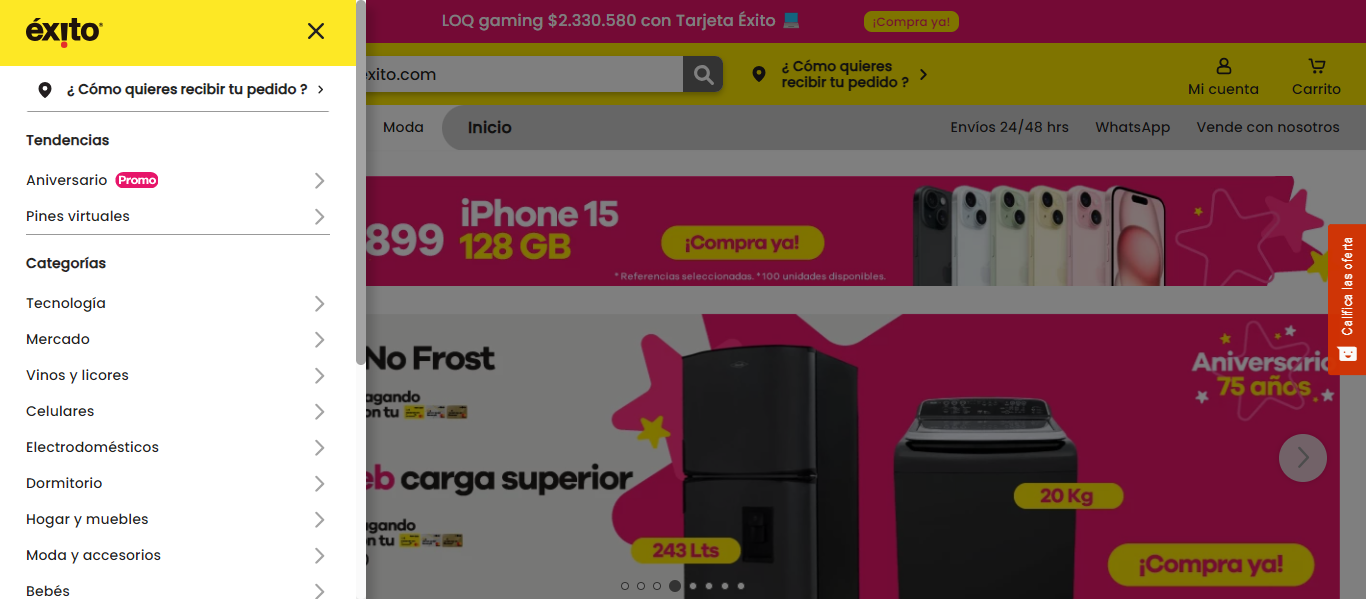 éxito
¿ Cómo quieres recibir tu pedido ?
Tendencias
Aniversario Promo
Pines virtuales
Categorías
Tecnología
Mercado
Vinos y licores
Celulares
Electrodomésticos
Dormitorio
Hogar y muebles
Moda y accesorios
Bebés
LOQ gaming $2.330.580 con Tarjeta Éxito
¡Compra ya!
xito.com
¿ Cómo quieres
recibir tu pedido ?
Mi cuenta
Carrito
Moda
Inicio
Envíos 24/48 hrs
WhatsApp
Vende con nosotros
899
iPhone 15
128 GB
¡Compra ya!
* Referencias seleccionadas. *100 unidades disponibles.
Califica las oferta
No Frost
agando
on tu
eb carga superior
agando
on tu
243 Lts
20 Kg
Aniversario
75 años
¡Compra ya!